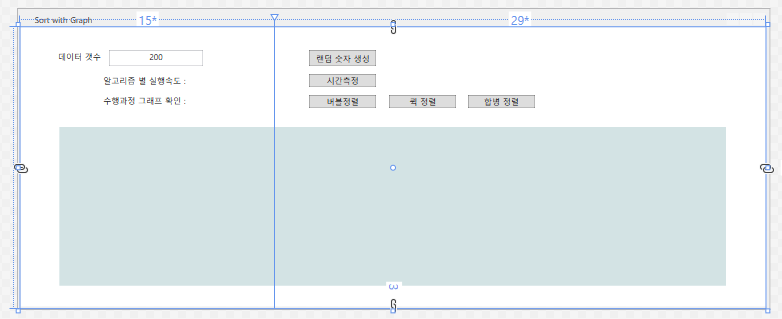 Sort with Graph
15*
29*
데이터 갯수 200 랜덤 숫자 생성
알고리즘 별 실행속도 : 시간측정
수행과정 그래프 확인 : 버블정렬 퀵 정렬 합병 정렬
3